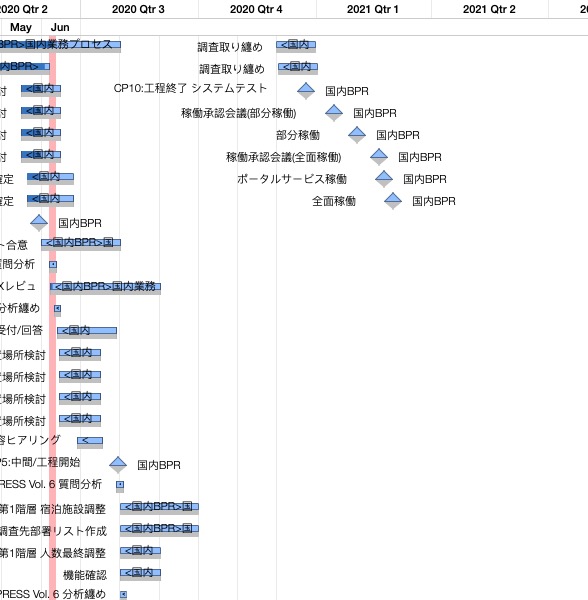 2020 Qtr 2 2020 Qtr 3 2020 Qtr 4 2021 Qtr 1 2021 Qtr 2 20
May Jun
BPR>国内業務プロセス 調査取り纏め <国内
内BPR> 調査取り纏め <国内
討 <国内 CP10:工程終了 システムテスト 国内BPR
討 <国内 稼働承認会議(部分稼働) 国内BPR
討 <国内 部分稼働 国内BPR
討 <国内 稼働承認会議(全面稼働) 国内BPR
確定 <国内 ポータルサービス稼働 国内BPR
確定 <国内 全面稼働 国内BPR
国内BPR
ト合意 <国内BPR>国
質問分析
Xレビュ <国内BPR>国内業務
分析纏め
受付/回答 <国内
場所検討 <国内
場所検討 <国内
場所検討 <国内
場所検討 <国内
容ヒアリング <
P5:中間/工程開始 国内BPR
PRESS Vol. 6 質問分析
第1階層 宿泊施設調整 <国内BPR>国
調査先部署リスト作成 <国内BPR>国
第1階層 人数最終調整 <国内
機能確認 <国内
PRESS Vol. 6 分析纏め